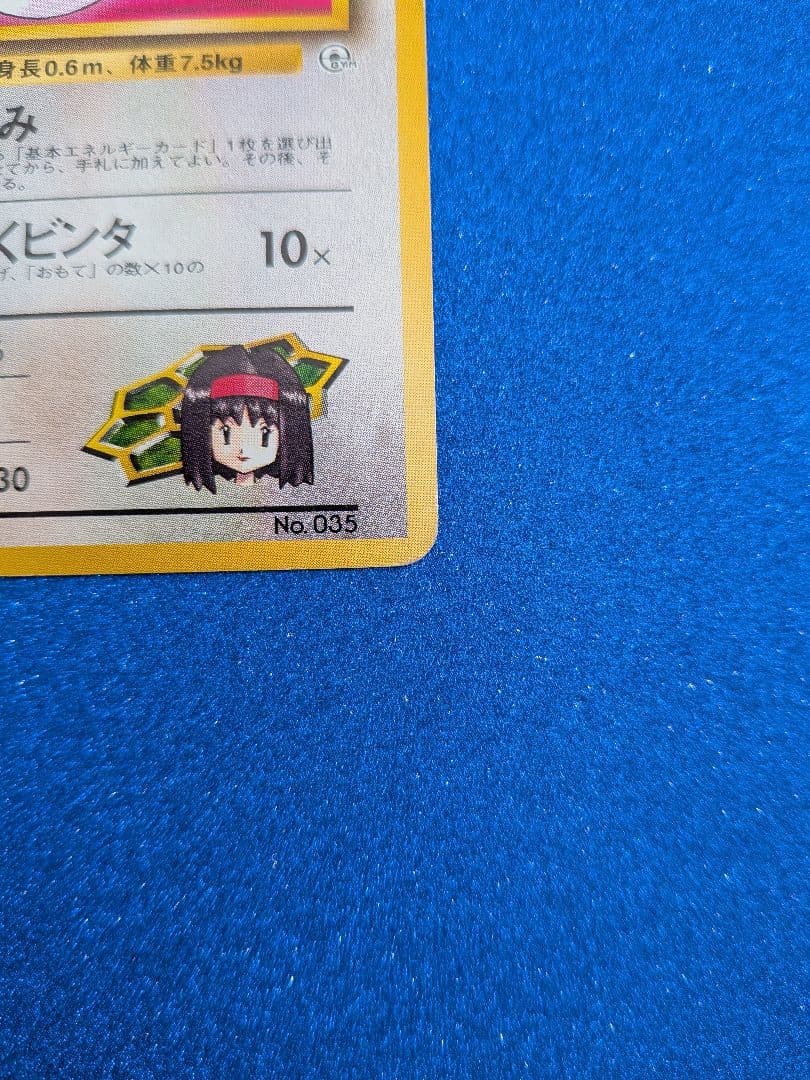 身長0.6m、体重7.5kg
GYM
み
「基本エネルギーカード」1枚を選び出
てから、手札に加えてよい。その後、そ
る。
くビンタ
10×
、「おもて」の数×10の
30
No.035